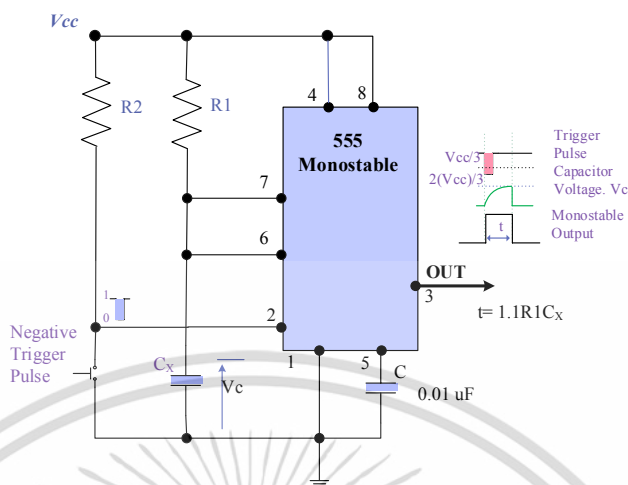 Vcc
R2
R1
4
8
555
Monostable
7
6
2
1
5
3
OUT
t= 1.1R1Cx
1
0
Negative
Trigger
Pulse
Cx
Vc
C
0.01 uF
Vcc/3
2(Vcc)/3
Trigger
Pulse
Capacitor
Voltage. Vc
Monostable
Output
t